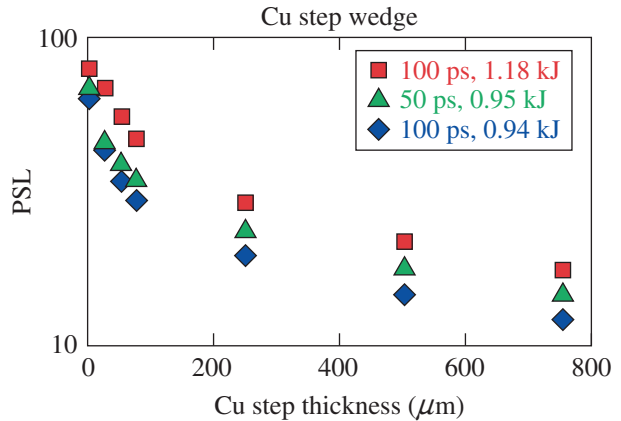 Cu step wedge
100
100 ps, 1.18 kJ
50 ps, 0.95 kJ
100 ps, 0.94 kJ
PSL
10
0 200 400 600 800
Cu step thickness (μm)